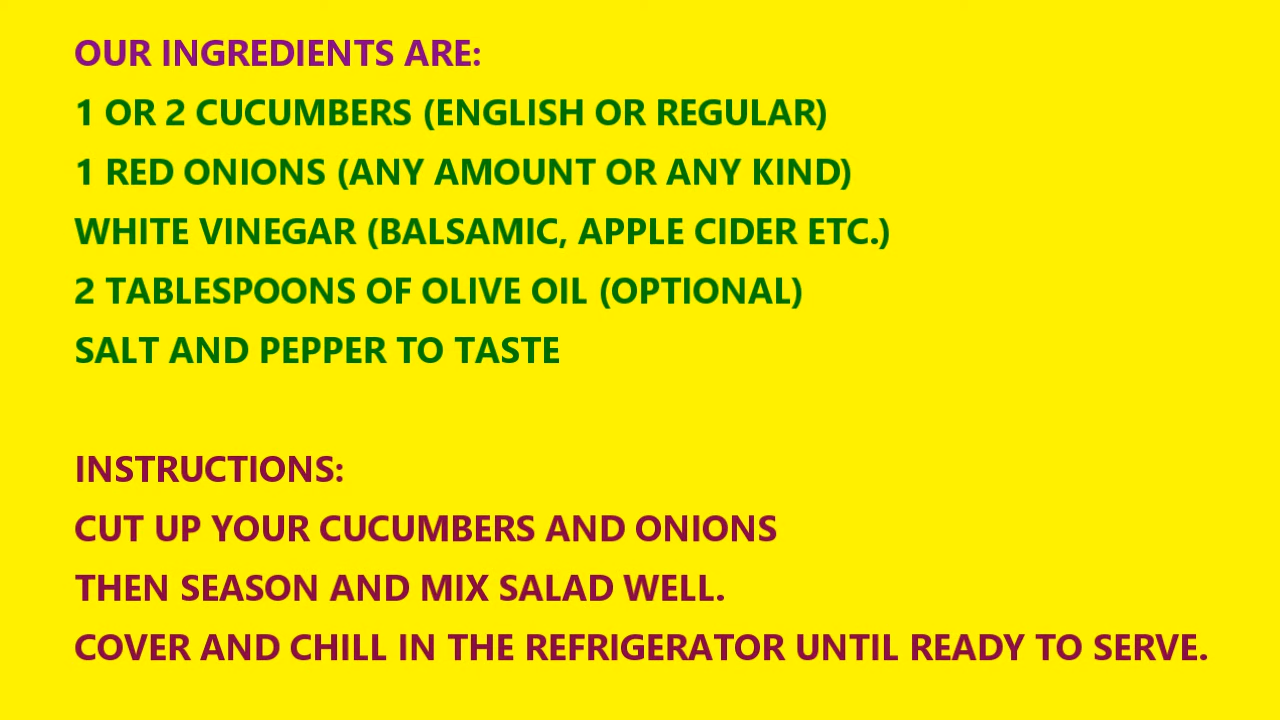 OUR INGREDIENTS ARE:
1 OR 2 CUCUMBERS (ENGLISH OR REGULAR)
1 RED ONIONS (ANY AMOUNT OR ANY KIND)
WHITE VINEGAR (BALSAMIC, APPLE CIDER ETC.)
2 TABLESPOONS OF OLIVE OIL (OPTIONAL)
SALT AND PEPPER TO TASTE
INSTRUCTIONS:
CUT UP YOUR CUCUMBERS AND ONIONS
THEN SEASON AND MIX SALAD WELL.
COVER AND CHILL IN THE REFRIGERATOR UNTIL READY TO SERVE.